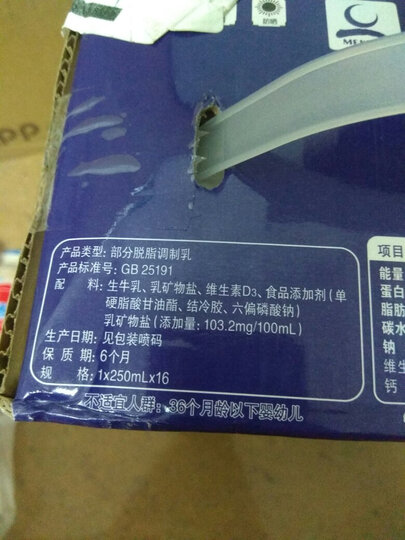 防晒
产品类型: 部分脱脂调制乳
产品标准号: GB 25191
配 料: 生牛乳、乳矿物盐、维生素D₃、食品添加剂(单
硬脂酸甘油酯、结冷胶、六偏磷酸钠)
乳矿物盐(添加量: 103.2mg/100mL)
生产日期: 见包装喷码
保 质 期: 6个月
规 格: 1x250mLx16
不适宜人群: 36个月龄以下婴幼儿
项目
能量
蛋白
脂肪
碳水
钠
维生
钙